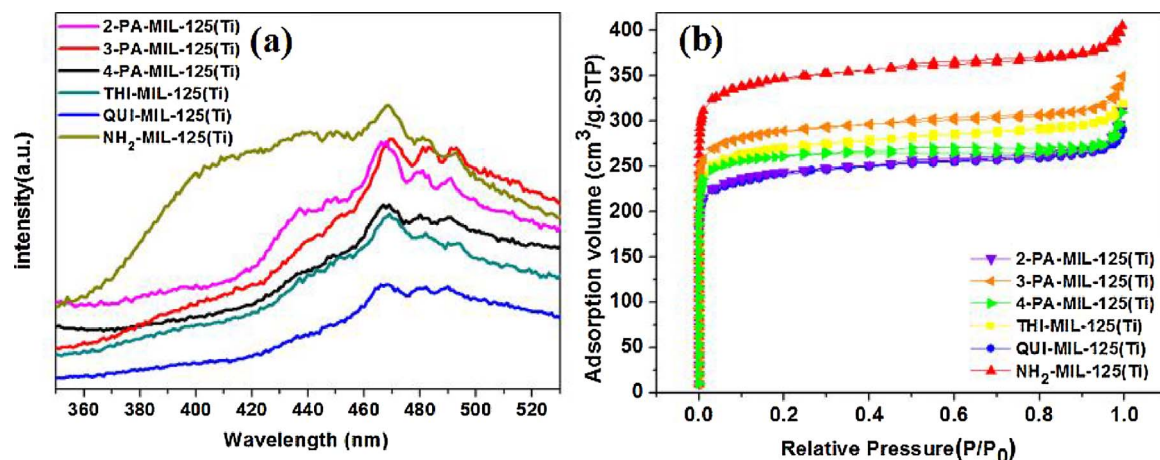 (a)
2-PA-MIL-125(Ti)
3-PA-MIL-125(Ti)
4-PA-MIL-125(Ti)
THI-MIL-125(Ti)
QUI-MIL-125(Ti)
NH2-MIL-125(Ti)
intensity(a.u.)
350 380 400 420 440 460 480 500 520
Wavelength (nm)
(b)
400
350
300
250
200
150
100
50
0
Adsorption volume (cm3/g.STP)
2-PA-MIL-125(Ti)
3-PA-MIL-125(Ti)
4-PA-MIL-125(Ti)
THI-MIL-125(Ti)
QUI-MIL-125(Ti)
NH2-MIL-125(Ti)
0.0 0.2 0.4 0.6 0.8 1.0
Relative Pressure(P/P0)